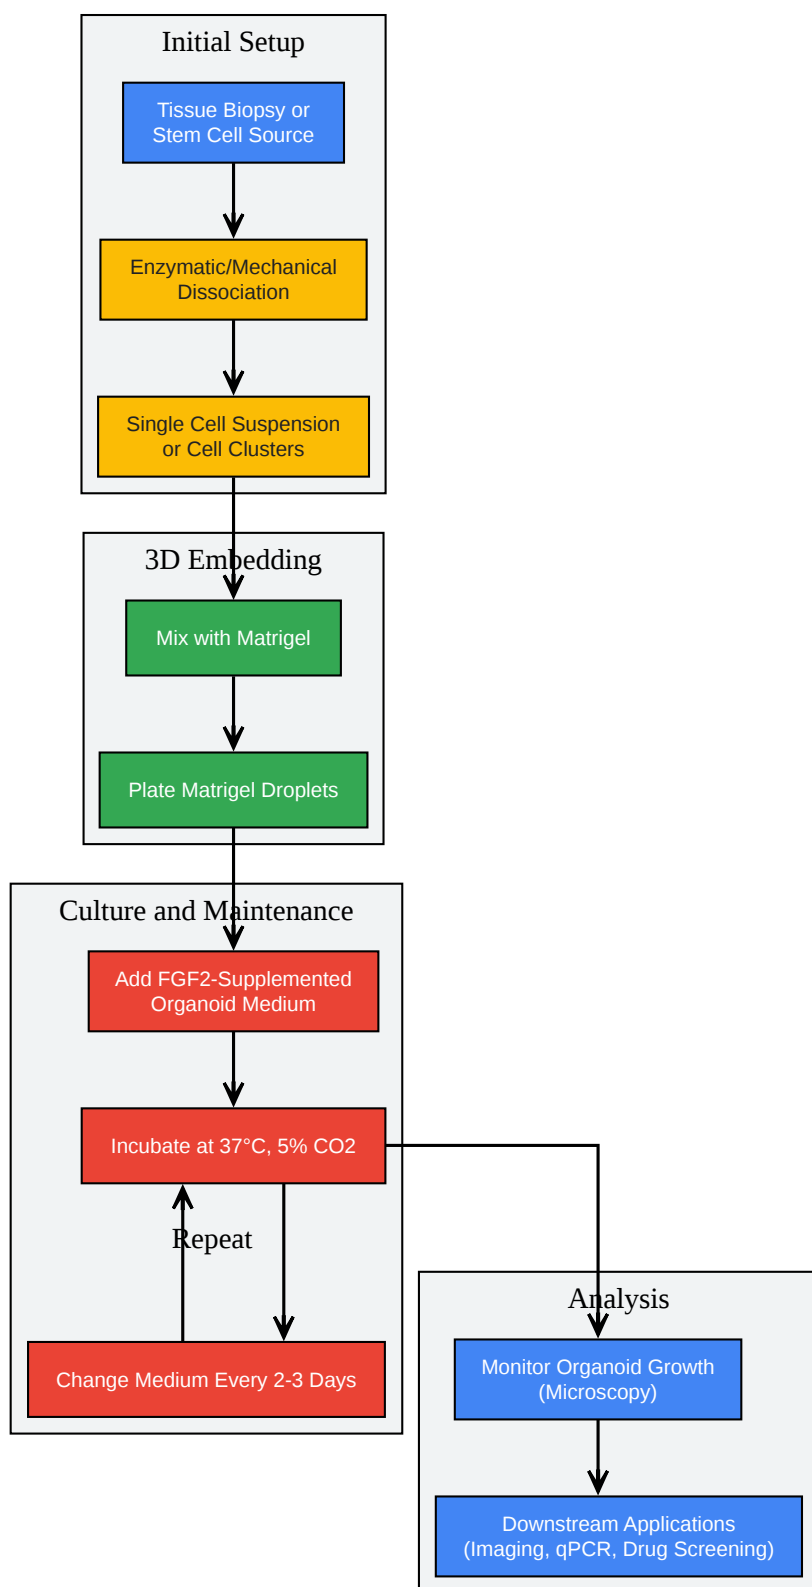 Initial Setup
Tissue Biopsy or
Stem Cell Source
Enzymatic/Mechanical
Dissociation
Single Cell Suspension
or Cell Clusters
3D Embedding
Mix with Matrigel
Plate Matrigel Droplets
Culture and Maintenance
Add FGF2-Supplemented
Organoid Medium
Incubate at 37°C, 5% CO2
Repeat
Change Medium Every 2-3 Days
Analysis
Monitor Organoid Growth
(Microscopy)
Downstream Applications
(Imaging, qPCR, Drug Screening)